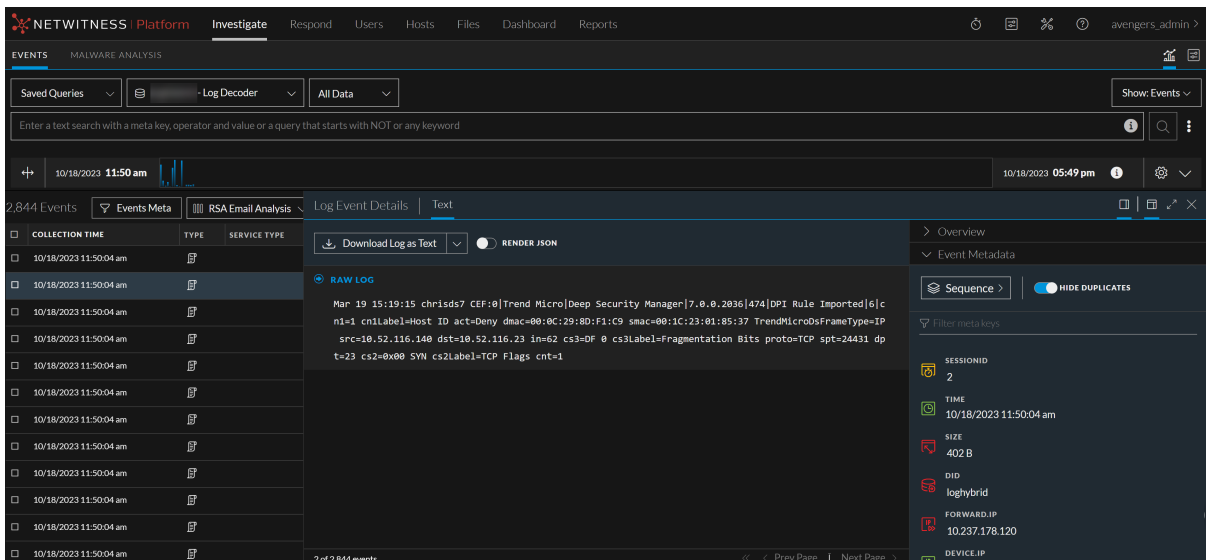 NETWITNESS Platform Investigate Respond Users Hosts Files Dashboard Reports avengers_admin >
EVENTS MALWARE ANALYSIS
Saved Queries - Log Decoder All Data Show: Events
Enter a text search with a meta key, operator and value or a query that starts with NOT or any keyword
10/18/2023 11:50 am 10/18/2023 05:49 pm
2,844 Events Events Meta RSA Email Analysis
COLLECTION TIME TYPE SERVICE TYPE
10/18/2023 11:50:04 am
10/18/2023 11:50:04 am
10/18/2023 11:50:04 am
10/18/2023 11:50:04 am
10/18/2023 11:50:04 am
10/18/2023 11:50:04 am
10/18/2023 11:50:04 am
10/18/2023 11:50:04 am
10/18/2023 11:50:04 am
10/18/2023 11:50:04 am
10/18/2023 11:50:04 am
10/18/2023 11:50:04 am
Log Event Details Text
Download Log as Text RENDER JSON
RAW LOG
Mar 19 15:19:15 chrisds7 CEF:0|Trend Micro|Deep Security Manager|7.0.0.2036|474|DPI Rule Imported|6|c
n1=1 cn1Label=Host ID act=Deny dmac=00:0C:29:8D:F1:C9 smac=00:1C:23:01:85:37 TrendMicroDsFrameType=IP
src=10.52.116.140 dst=10.52.116.23 in=62 cs3=DF 0 cs3Label=Fragmentation Bits proto=TCP spt=24431 dp
t=23 cs2=0x00 SYN cs2Label=TCP Flags cnt=1
2 of 2,844 events << < Prev Page | Next Page >
> Overview
Event Metadata
Sequence > HIDE DUPLICATES
Filter meta keys
SESSIONID
2
TIME
10/18/2023 11:50:04 am
SIZE
402 B
DID
loghybrid
FORWARD.IP
10.237.178.120
DEVICE.IP